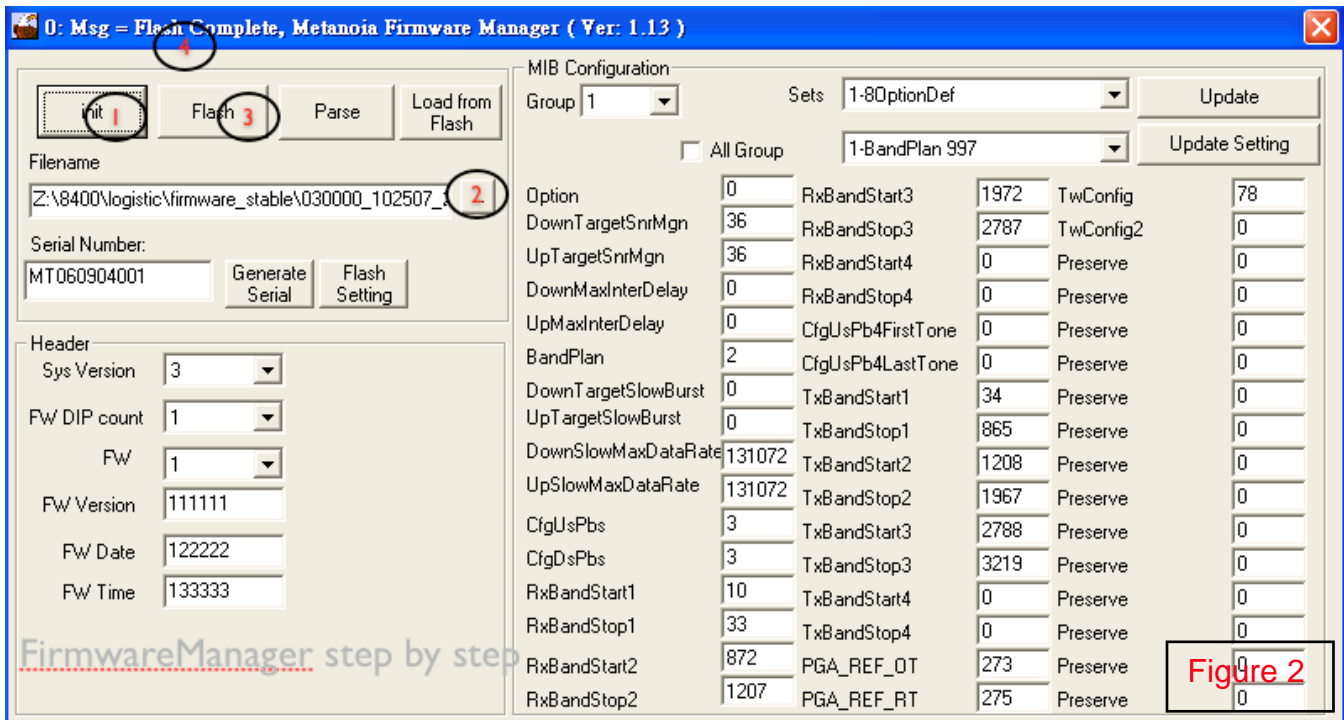 0: Msg = Flash Complete, Metanoia Firmware Manager ( Ver: 1.13 )
4
init 1
Flash 3
Parse
Load from
Flash
Filename
Z:\8400\logistic\firmware_stable\030000_102507_
2
Serial Number:
MT060904001
Generate
Serial
Flash
Setting
Header
Sys Version 3
FW DIP count 1
FW 1
FW Version 111111
FW Date 122222
FW Time 133333
FirmwareManager step by step
MIB Configuration
Group 1
Sets 1-8OptionDef
Update
All Group
1-BandPlan 997
Update Setting
Option 0
DownTargetSnrMgn 36
UpTargetSnrMgn 36
DownMaxInterDelay 0
UpMaxInterDelay 0
BandPlan 2
DownTargetSlowBurst 0
UpTargetSlowBurst 0
DownSlowMaxDataRate 131072
UpSlowMaxDataRate 131072
CfgUsPbs 3
CfgDsPbs 3
RxBandStart1 10
RxBandStop1 33
RxBandStart2 872
RxBandStop2 1207
RxBandStart3 1972
RxBandStop3 2787
RxBandStart4 0
RxBandStop4 0
CfgUsPb4FirstTone 0
CfgUsPb4LastTone 0
TxBandStart1 34
TxBandStop1 865
TxBandStart2 1208
TxBandStop2 1967
TxBandStart3 2788
TxBandStop3 3219
TxBandStart4 0
TxBandStop4 0
PGA_REF_OT 273
PGA_REF_RT 275
TwConfig 78
TwConfig2 0
Preserve 0
Preserve 0
Preserve 0
Preserve 0
Preserve 0
Preserve 0
Preserve 0
Preserve 0
Preserve 0
Preserve 0
Preserve 0
Preserve 0
Preserve 0
Preserve 0
Figure 2